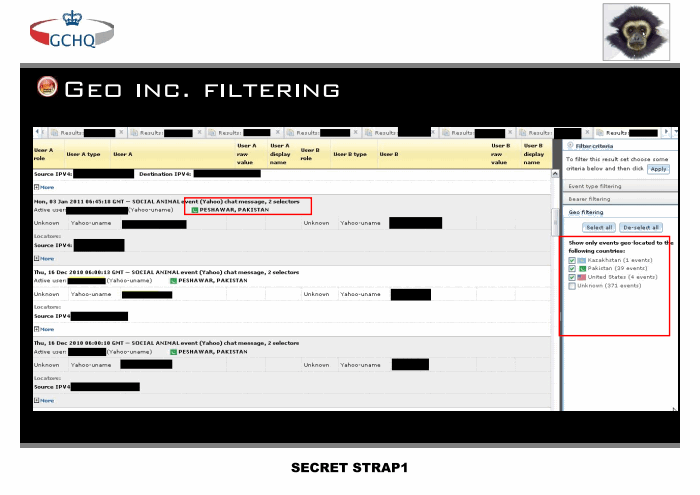 GCHQ
GEO INC. FILTERING
Results: Results: Results: Results: Results: Results: Results: Results:
User A role User A type User A User A raw value User A display name User B role User B type User B User B raw value User B display name
Source IPV4: Destination IPV4:
More
Mon, 03 Jan 2011 06:45:10 GMT — SOCIAL ANIMAL event (Yahoo) chat message, 2 selectors
Active user: (Yahoo-uname) PESHAWAR, PAKISTAN
Unknown Yahoo-uname Unknown Yahoo-uname
Locators:
Source IPV4:
More
Thu, 16 Dec 2010 06:00:13 GMT — SOCIAL ANIMAL event (Yahoo) chat message, 2 selectors
Active user: (Yahoo-uname) PESHAWAR, PAKISTAN
Unknown Yahoo-uname Unknown Yahoo-uname
Locators:
Source IPV4:
More
Thu, 16 Dec 2010 06:00:10 GMT — SOCIAL ANIMAL event (Yahoo) chat message, 2 selectors
Active user: (Yahoo-uname) PESHAWAR, PAKISTAN
Unknown Yahoo-uname Unknown Yahoo-uname
Locators:
Source IPV4:
More
Filter criteria
To filter this result set choose some
criteria below and then click Apply
Event type filtering
Bearer filtering
Geo filtering
Select all De-select all
Show only events geo-located to the
following countries:
Kazakhstan (1 events)
Pakistan (39 events)
United States (4 events)
Unknown (371 events)
SECRET STRAP1